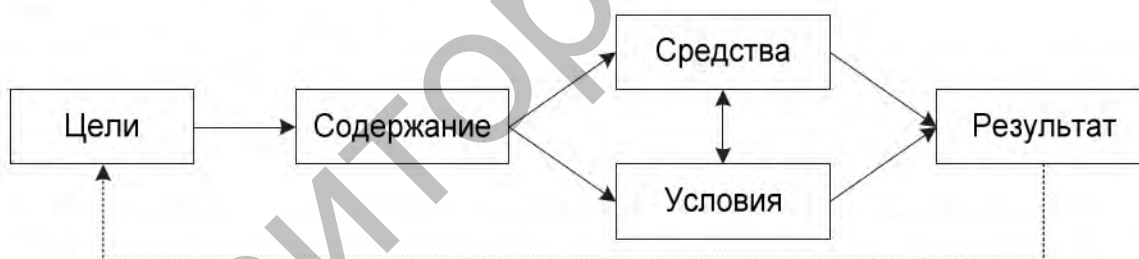 Цели
Содержание
Средства
Условия
Результат